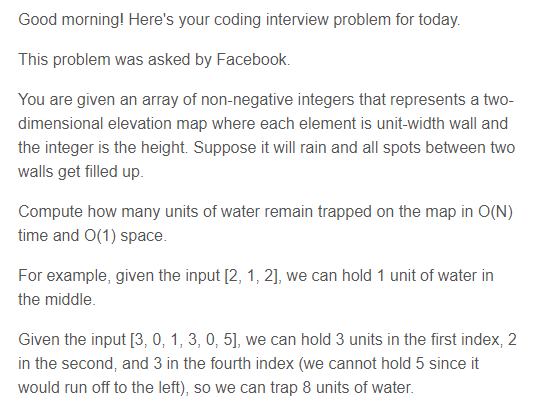 Good morning! Here's your coding interview problem for today.
This problem was asked by Facebook.
You are given an array of non-negative integers that represents a two-
dimensional elevation map where each element is unit-width wall and
the integer is the height. Suppose it will rain and all spots between two
walls get filled up.
Compute how many units of water remain trapped on the map in O(N)
time and O(1) space.
For example, given the input [2, 1, 2], we can hold 1 unit of water in
the middle.
Given the input [3, 0, 1, 3, 0, 5], we can hold 3 units in the first index, 2
in the second, and 3 in the fourth index (we cannot hold 5 since it
would run off to the left), so we can trap 8 units of water.